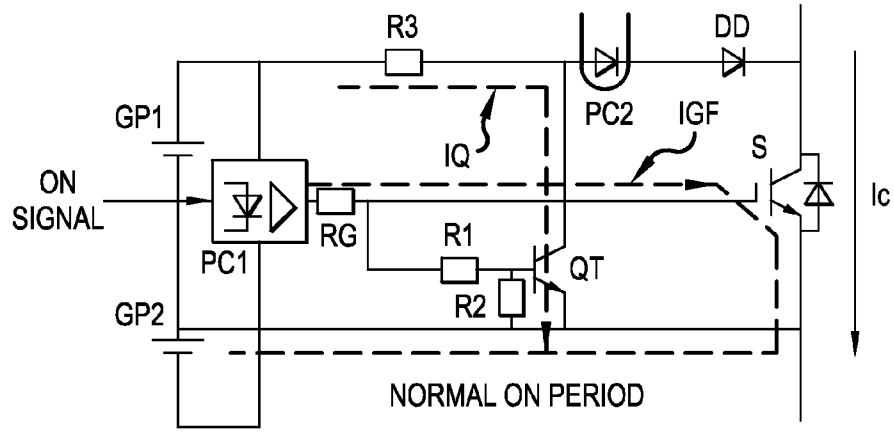 R3
DD
GP1
PC2
IGF
IQ
S
ON
SIGNAL
Ic
RG
R1
PC1
QT
R2
GP2
NORMAL ON PERIOD